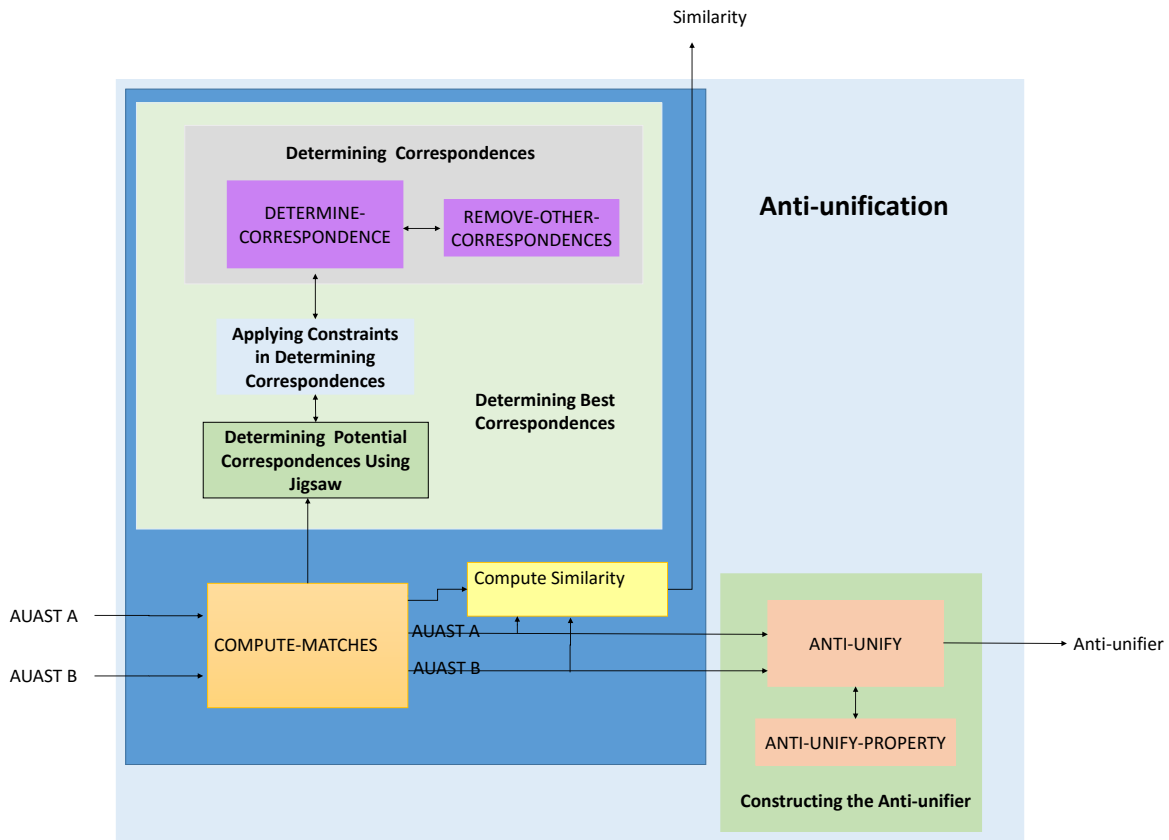 Similarity
Determining Correspondences
DETERMINE-
CORRESPONDENCE
REMOVE-OTHER-
CORRESPONDENCES
Anti-unification
Applying Constraints
in Determining
Correspondences
Determining Best
Correspondences
Determining Potential
Correspondences Using
Jigsaw
Compute Similarity
AUAST A
AUAST B
COMPUTE-MATCHES
AUAST A
AUAST B
ANTI-UNIFY
Anti-unifier
ANTI-UNIFY-PROPERTY
Constructing the Anti-unifier